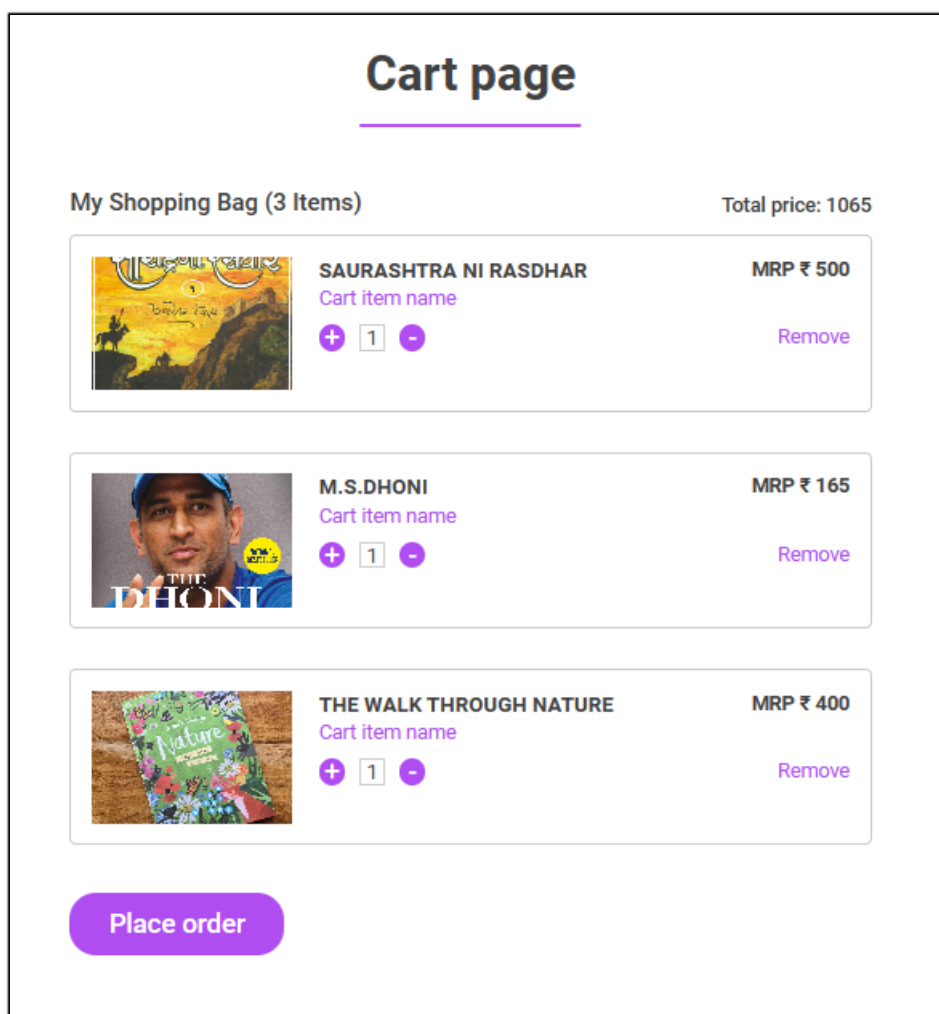 Cart page
My Shopping Bag (3 Items)
Total price: 1065
SAURASHTRA NI RASDHAR
MRP ₹ 500
Cart item name
+ 1 -
Remove
M.S.DHONI
MRP ₹ 165
Cart item name
+ 1 -
Remove
THE
DHONI
THE WALK THROUGH NATURE
MRP ₹ 400
Cart item name
+ 1 -
Remove
Nature
Place order